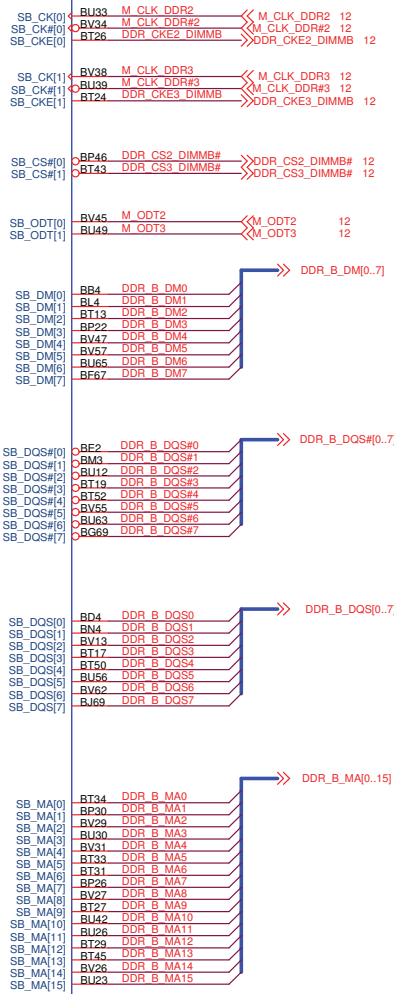 SB_CK[0] BU33 M_CLK_DDR2 M_CLK_DDR2 12
SB_CK#[0] BV34 M_CLK_DDR#2 M_CLK_DDR#2 12
SB_CKE[0] BT26 DDR_CKE2_DIMMB DDR_CKE2_DIMMB 12
SB_CK[1] BV38 M_CLK_DDR3 M_CLK_DDR3 12
SB_CK#[1] BU39 M_CLK_DDR#3 M_CLK_DDR#3 12
SB_CKE[1] BT24 DDR_CKE3_DIMMB DDR_CKE3_DIMMB 12
SB_CS#[0] BP46 DDR_CS2_DIMMB# DDR_CS2_DIMMB# 12
SB_CS#[1] BT43 DDR_CS3_DIMMB# DDR_CS3_DIMMB# 12
SB_ODT[0] BV45 M_ODT2 M_ODT2 12
SB_ODT[1] BU49 M_ODT3 M_ODT3 12
DDR_B_DM[0..7]
SB_DM[0] BB4 DDR_B_DM0
SB_DM[1] BL4 DDR_B_DM1
SB_DM[2] BT13 DDR_B_DM2
SB_DM[3] BP22 DDR_B_DM3
SB_DM[4] BV47 DDR_B_DM4
SB_DM[5] BV57 DDR_B_DM5
SB_DM[6] BU65 DDR_B_DM6
SB_DM[7] BF67 DDR_B_DM7
DDR_B_DQS#[0..7]
SB_DQS#[0] BE2 DDR_B_DQS#0
SB_DQS#[1] BM3 DDR_B_DQS#1
SB_DQS#[2] BU12 DDR_B_DQS#2
SB_DQS#[3] BT19 DDR_B_DQS#3
SB_DQS#[4] BT52 DDR_B_DQS#4
SB_DQS#[5] BV55 DDR_B_DQS#5
SB_DQS#[6] BU63 DDR_B_DQS#6
SB_DQS#[7] BG69 DDR_B_DQS#7
DDR_B_DQS[0..7]
SB_DQS[0] BD4 DDR_B_DQS0
SB_DQS[1] BN4 DDR_B_DQS1
SB_DQS[2] BV13 DDR_B_DQS2
SB_DQS[3] BT17 DDR_B_DQS3
SB_DQS[4] BT50 DDR_B_DQS4
SB_DQS[5] BU56 DDR_B_DQS5
SB_DQS[6] BV62 DDR_B_DQS6
SB_DQS[7] BJ69 DDR_B_DQS7
DDR_B_MA[0..15]
SB_MA[0] BT34 DDR_B_MA0
SB_MA[1] BP30 DDR_B_MA1
SB_MA[2] BV29 DDR_B_MA2
SB_MA[3] BU30 DDR_B_MA3
SB_MA[4] BV31 DDR_B_MA4
SB_MA[5] BT33 DDR_B_MA5
SB_MA[6] BT31 DDR_B_MA6
SB_MA[7] BP26 DDR_B_MA7
SB_MA[8] BV27 DDR_B_MA8
SB_MA[9] BT27 DDR_B_MA9
SB_MA[10] BU42 DDR_B_MA10
SB_MA[11] BU26 DDR_B_MA11
SB_MA[12] BT29 DDR_B_MA12
SB_MA[13] BT45 DDR_B_MA13
SB_MA[14] BV26 DDR_B_MA14
SB_MA[15] BU23 DDR_B_MA15